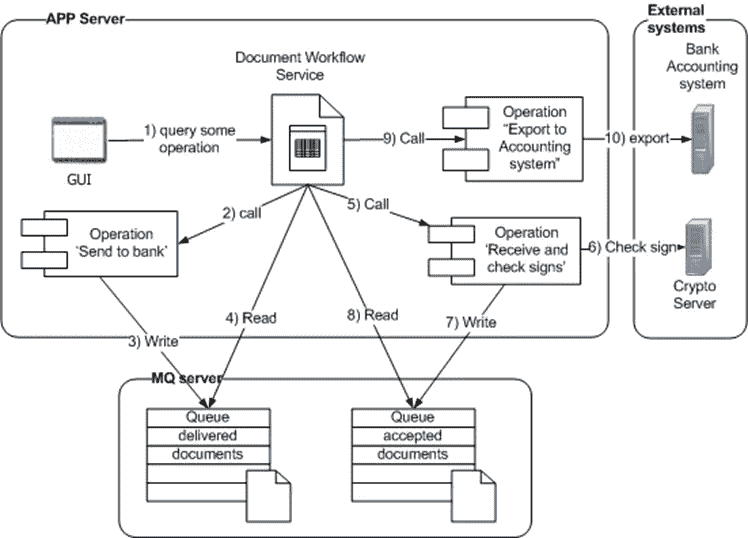 APP Server
External
systems
Document Workflow
Service
Bank
Accounting
system
1) query some
operation
9) Call
Operation
“Export to
Accounting
system”
10) export
GUI
2) call
5) Call
Operation
‘Send to bank’
Operation
‘Receive and
check signs’
6) Check sign
Crypto
Server
3) Write
4) Read
8) Read
7) Write
MQ server
Queue
delivered
documents
Queue
accepted
documents